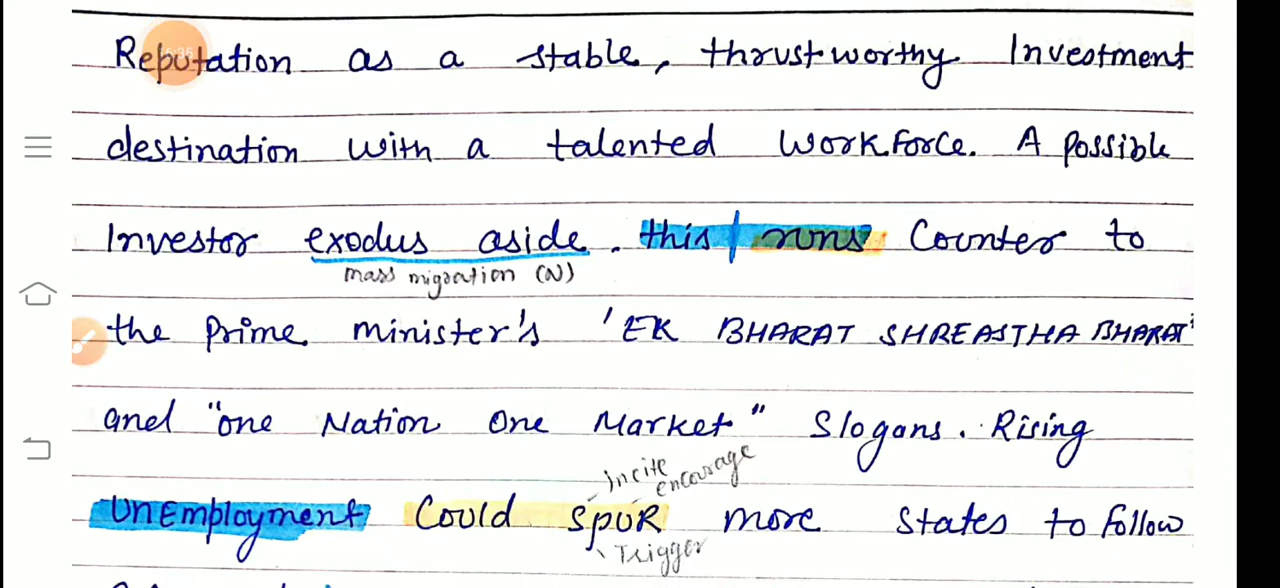 Reputation as a stable, thrustworthy Investment
destination with a talented Workforce. A possible
Investor exodus aside. this runs Counter to
mass migration (N)
the Prime minister's 'EK BHARAT SHREASTHA BHARAT'
and "one Nation One Market" Slogans. Rising
incite
encourage
UnEmployment Could SPUR more states to follow
Trigger